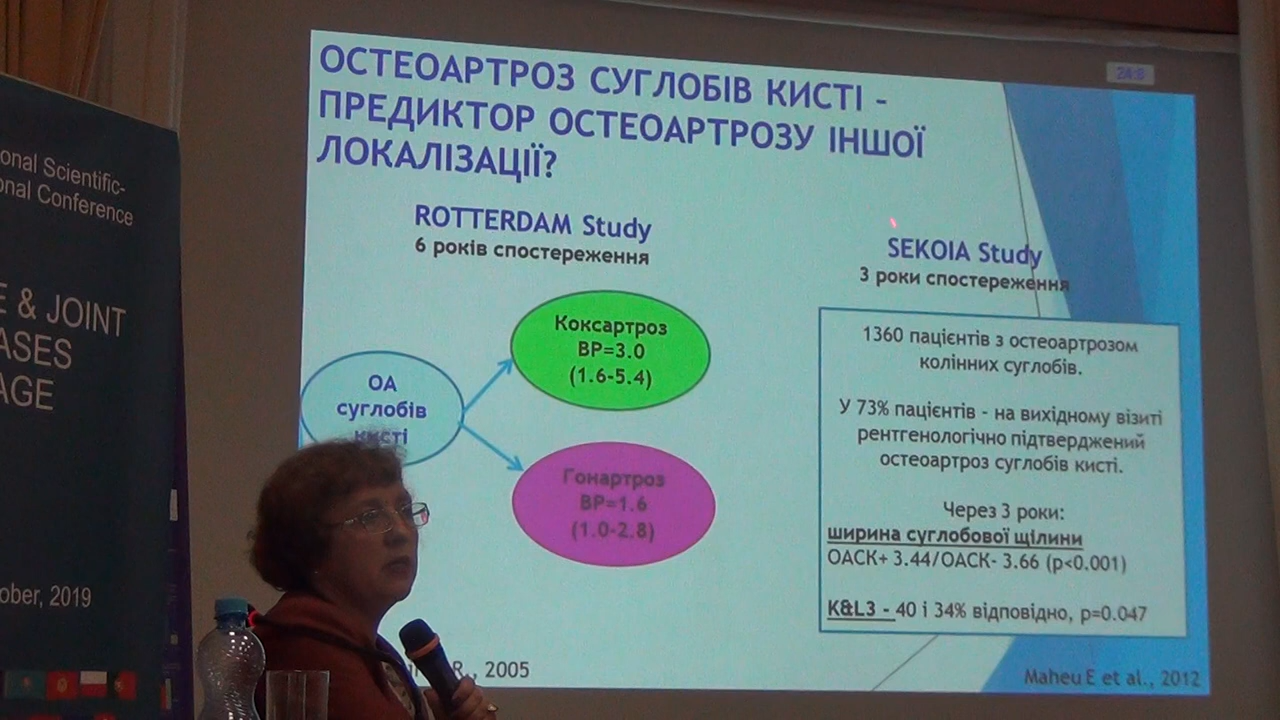 onal Scientific-
onal Conference
E & JOINT
ASES
AGE
ober, 2019
24:8
ОСТЕОАРТРОЗ СУГЛОБІВ КИСТІ –
ПРЕДИКТОР ОСТЕОАРТРОЗУ ІНШОЇ
ЛОКАЛІЗАЦІЇ?
ROTTERDAM Study
6 років спостереження
ОА
суглобів
кисті
Коксартроз
ВР=3.0
(1.6-5.4)
Гонартроз
ВР=1.6
(1.0-2.8)
R., 2005
SEKOIA Study
3 роки спостереження
1360 пацієнтів з остеоартрозом
колінних суглобів.
У 73% пацієнтів - на вихідному візиті
рентгенологічно підтверджений
остеоартроз суглобів кисті.
Через 3 роки:
ширина суглобової щілини
ОАСК+ 3.44/ОАСК- 3.66 (p<0.001)
K&L3 - 40 і 34% відповідно, p=0.047
Maheu E et al., 2012